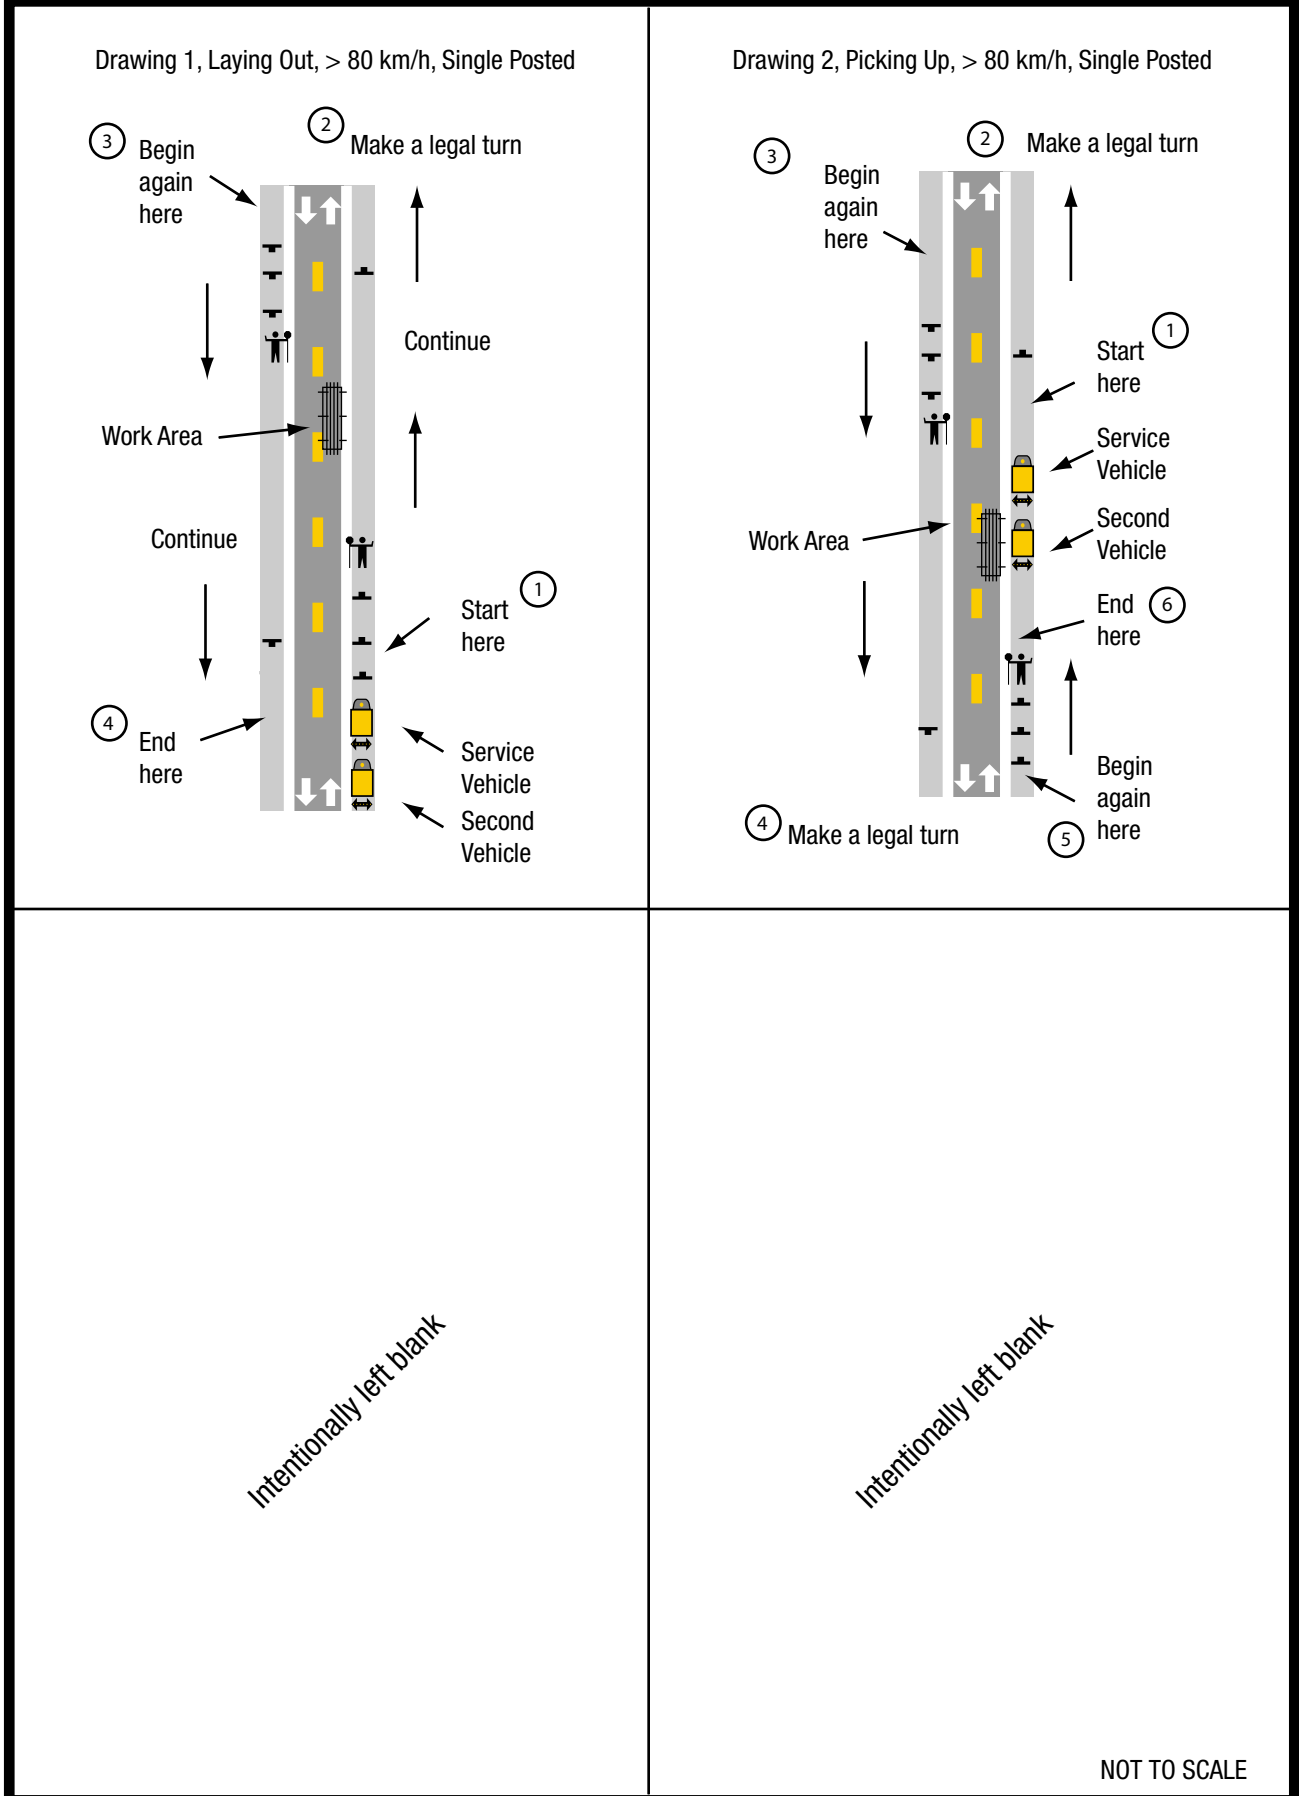 Drawing 1, Laying Out, > 80 km/h, Single Posted
3
Begin
again
here
2
Make a legal turn
Continue
Work Area
Continue
1
Start
here
4
End
here
Service
Vehicle
Second
Vehicle
Drawing 2, Picking Up, > 80 km/h, Single Posted
3
Begin
again
here
2
Make a legal turn
1
Start
here
Service
Vehicle
Work Area
Second
Vehicle
End
here
6
4
Make a legal turn
5
Begin
again
here
Intentionally left blank
Intentionally left blank
NOT TO SCALE